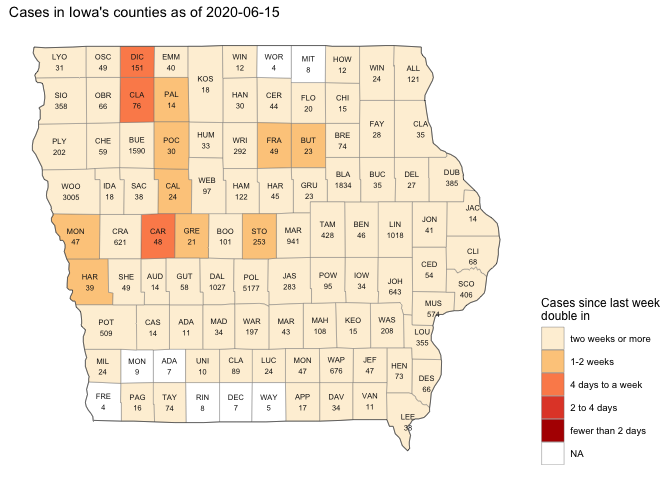 Cases in Iowa's counties as of 2020-06-15
LYO
31
OSC
49
DIC
151
EMM
40
KOS
18
WIN
12
WOR
4
MIT
8
HOW
12
WIN
24
ALL
121
SIO
358
OBR
66
CLA
76
PAL
14
HAN
30
CER
44
FLO
20
CHI
15
PLY
202
CHE
59
BUE
1590
POC
30
HUM
33
WRI
292
FRA
49
BUT
23
BRE
74
FAY
28
CLA
35
WOO
3005
IDA
18
SAC
38
CAL
24
WEB
97
HAM
122
HAR
45
GRU
23
BLA
1834
BUC
35
DEL
27
DUB
385
MON
47
CRA
621
CAR
48
GRE
21
BOO
101
STO
253
MAR
941
TAM
428
BEN
46
LIN
1018
JON
41
JAC
14
CLI
68
HAR
39
SHE
49
AUD
14
GUT
58
DAL
1027
POL
5177
JAS
283
POW
95
IOW
34
JOH
643
CED
54
SCO
406
MUS
574
POT
509
CAS
14
ADA
11
MAD
34
WAR
197
MAR
43
MAH
108
KEO
15
WAS
208
LOU
355
MIL
24
MON
9
ADA
7
UNI
10
CLA
89
LUC
24
MON
47
WAP
676
JEF
47
HEN
73
DES
66
FRE
4
PAG
16
TAY
74
RIN
8
DEC
7
WAY
5
APP
17
DAV
34
VAN
11
LEE
38
Cases since last week
double in
two weeks or more
1-2 weeks
4 days to a week
2 to 4 days
fewer than 2 days
NA